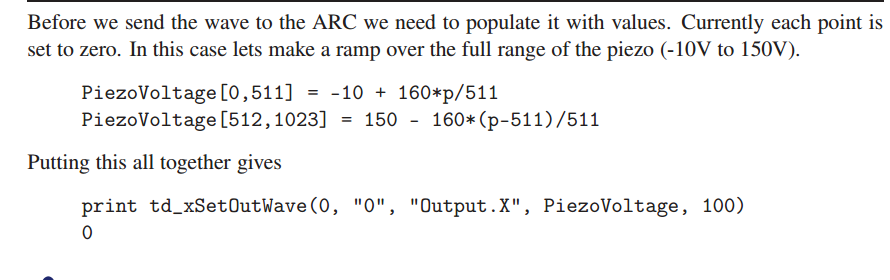 Before we send the wave to the ARC we need to populate it with values. Currently each point is
set to zero. In this case lets make a ramp over the full range of the piezo (-10V to 150V).
PiezoVoltage[0,511] = -10 + 160*p/511
PiezoVoltage[512,1023] = 150 - 160*(p-511)/511
Putting this all together gives
print td_xSetOutWave(0, "0", "Output.X", PiezoVoltage, 100)
0